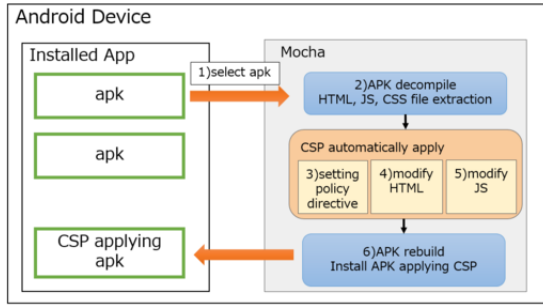 Android Device
Installed App
Mocha
1)select apk
apk
2)APK decompile
HTML, JS, CSS file extraction
apk
CSP automatically apply
3)setting
policy
directive
4)modify
HTML
5)modify
JS
CSP applying
apk
6)APK rebuild
Install APK applying CSP